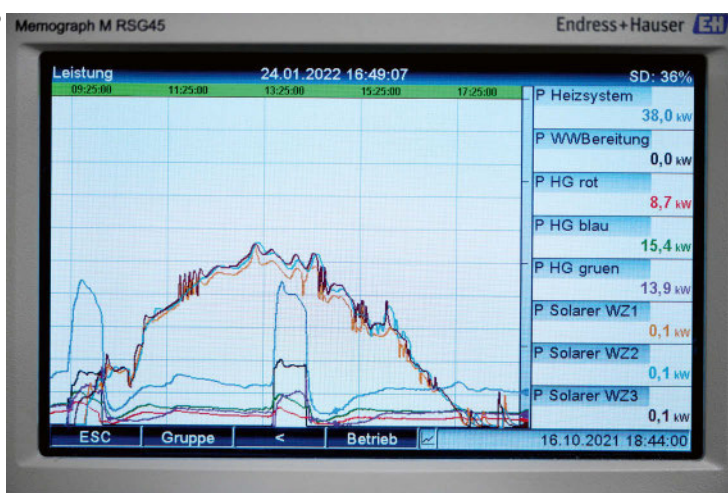 Memograph M RSG45
Endress+Hauser EH
Leistung 24.01.2022 16:49:07 SD: 36%
09:25:00 11:25:00 13:25:00 15:25:00 17:25:00
P Heizsystem
38,0 kW
P WWBereitung
0,0 kW
P HG rot
8,7 kW
P HG blau
15,4 kW
P HG gruen
13,9 kW
P Solarer WZ1
0,1 kW
P Solarer WZ2
0,1 kW
P Solarer WZ3
0,1 kW
ESC Gruppe < Betrieb 16.10.2021 18:44:00